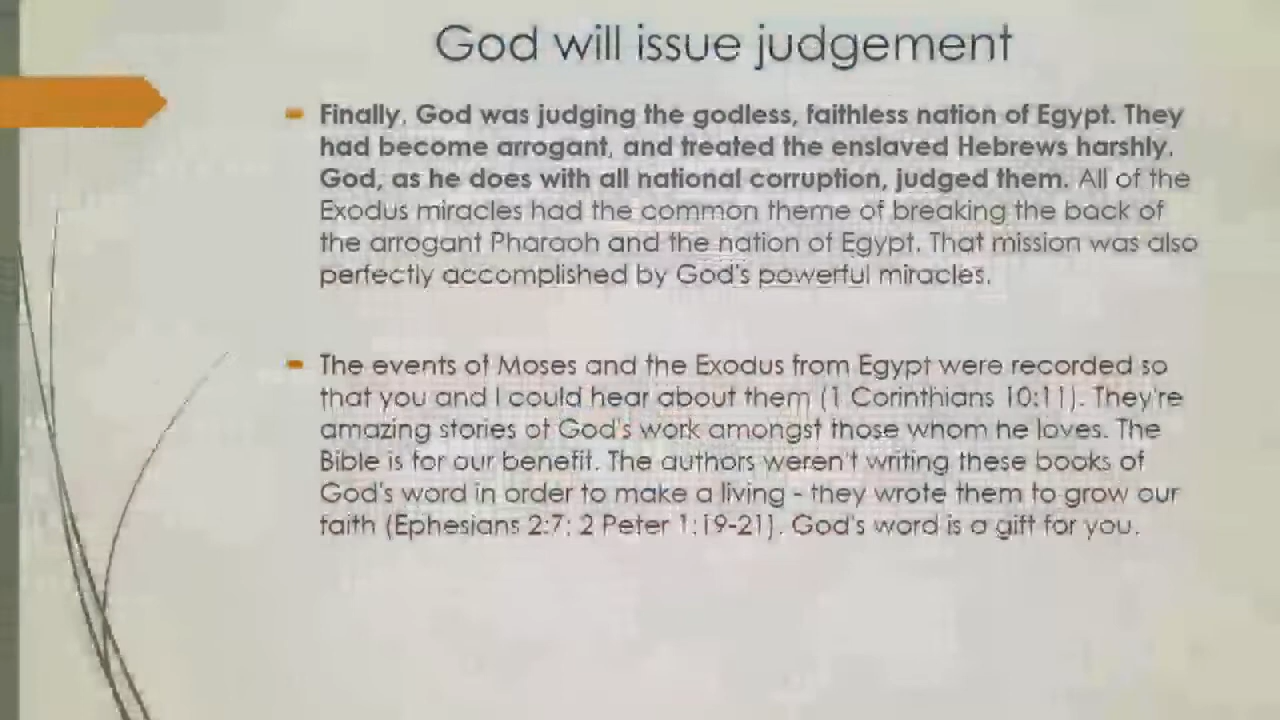 God will issue judgement
Finally, God was judging the godless, faithless nation of Egypt. They
had become arrogant, and treated the enslaved Hebrews harshly.
God, as he does with all national corruption, judged them. All of the
Exodus miracles had the common theme of breaking the back of
the arrogant Pharaoh and the nation of Egypt. That mission was also
perfectly accomplished by God's powerful miracles.
The events of Moses and the Exodus from Egypt were recorded so
that you and I could hear about them (1 Corinthians 10:11). They're
amazing stories of God's work amongst those whom he loves. The
Bible is for our benefit. The authors weren't writing these books of
God's word in order to make a living - they wrote them to grow our
faith (Ephesians 2:7; 2 Peter 1:19-21). God's word is a gift for you.